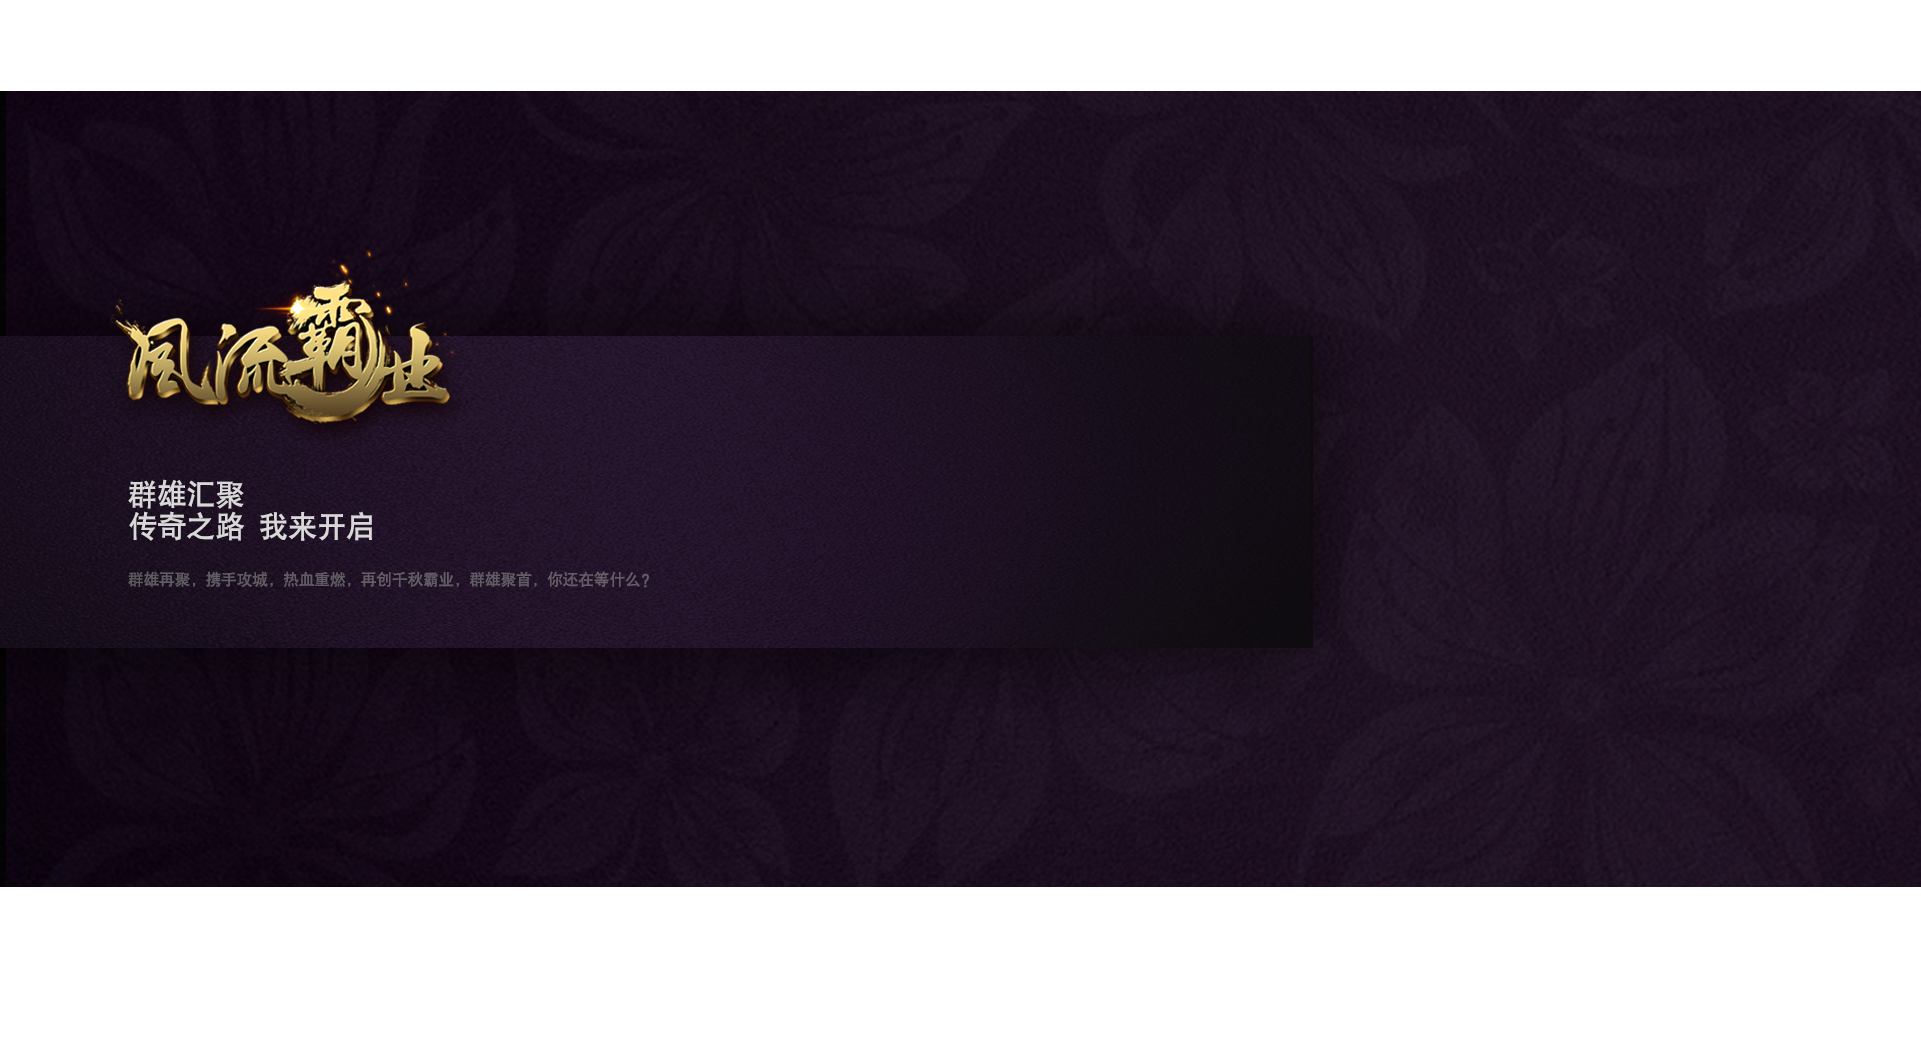 风流霸业
群雄汇聚
传奇之路 我来开启
群雄再聚，携手攻城，热血重燃，再创千秋霸业，群雄聚首，你还在等什么？